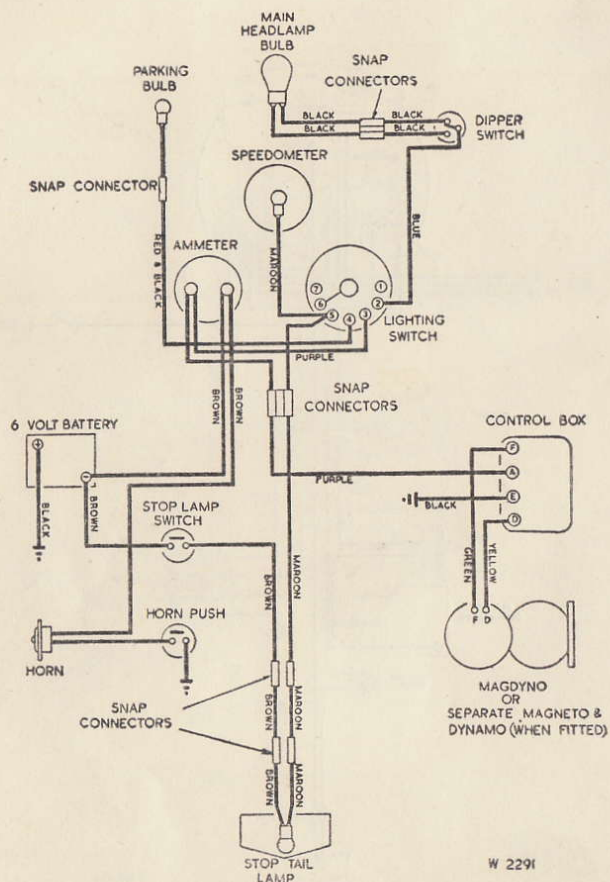 MAIN
HEADLAMP
BULB
SNAP
CONNECTORS
PARKING
BULB
BLACK
BLACK
BLACK
BLACK
DIPPER
SWITCH
SPEEDOMETER
SNAP CONNECTOR
BLUE
RED & BLACK
AMMETER
MAROON
7
6
5
4
3
2
1
LIGHTING
SWITCH
PURPLE
SNAP
CONNECTORS
BROWN
BROWN
6 VOLT BATTERY
CONTROL BOX
+
-
F
A
E
D
PURPLE
BLACK
BLACK
BROWN
STOP LAMP
SWITCH
GREEN
YELLOW
BROWN
MAROON
HORN PUSH
HORN
F D
MAGDYNO
OR
SEPARATE MAGNETO &
DYNAMO (WHEN FITTED)
SNAP
CONNECTORS
BROWN
MAROON
BROWN
MAROON
STOP TAIL
LAMP
W 2291